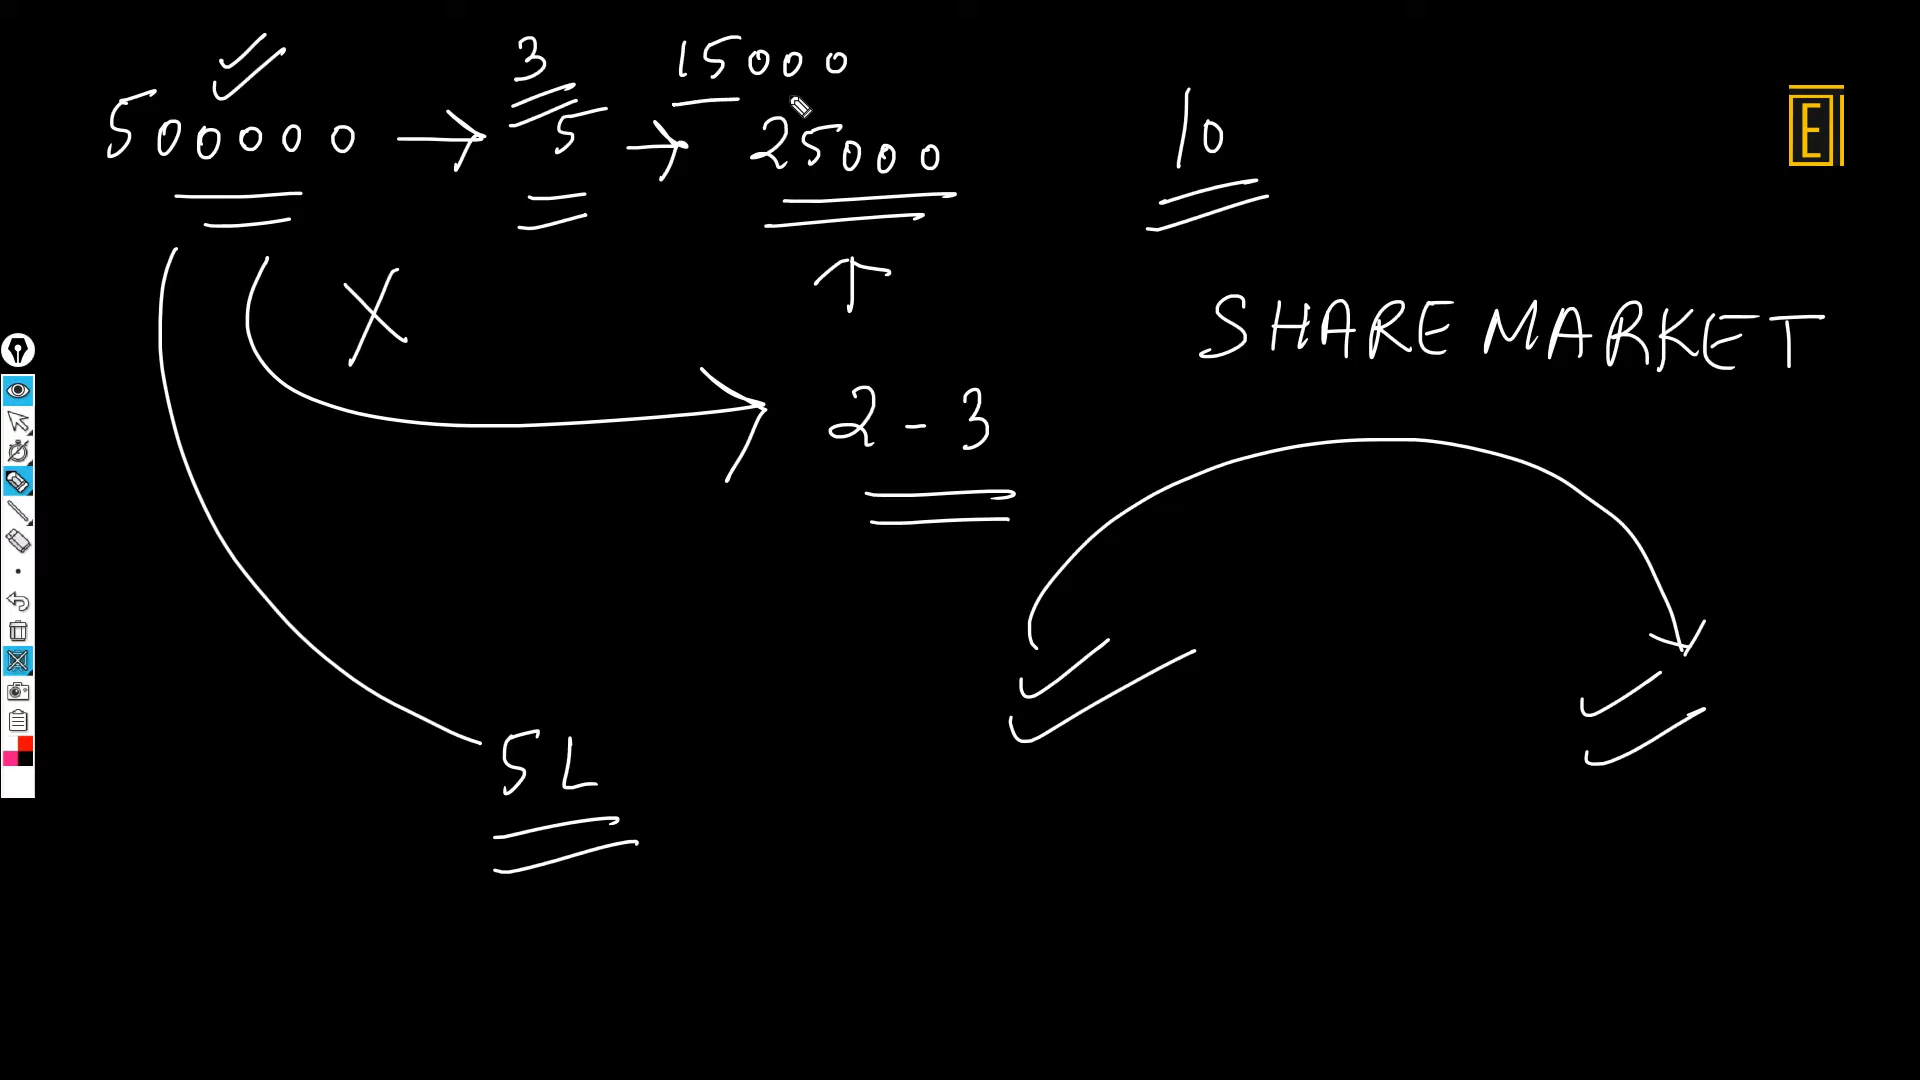 3 15000
500000 → 5 → 25000 10
SHARE MARKET
X
2 - 3
5L
E